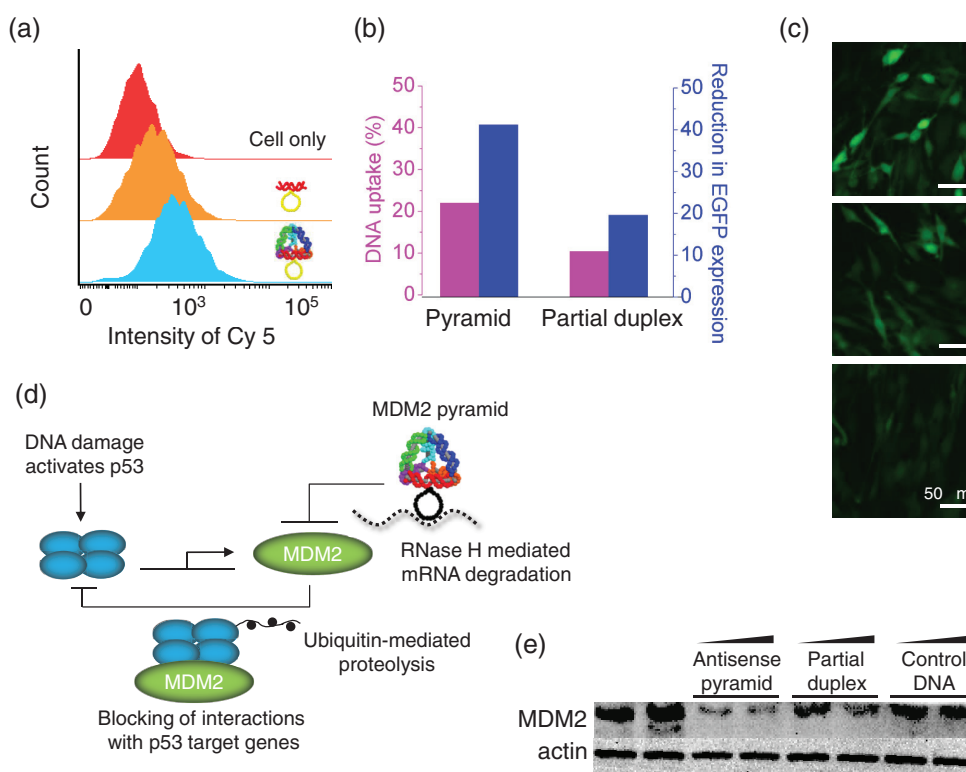 (a)
Count
Cell only
0
10³
10⁵
Intensity of Cy 5
(b)
DNA uptake (%)
50
40
30
20
10
0
Reduction in EGFP expression
50
40
30
20
10
0
Pyramid
Partial duplex
(c)
50 m
(d)
DNA damage
activates p53
MDM2 pyramid
MDM2
RNase H mediated
mRNA degradation
Ubiquitin-mediated
proteolysis
MDM2
Blocking of interactions
with p53 target genes
(e)
Antisense
pyramid
Partial
duplex
Control
DNA
MDM2
actin